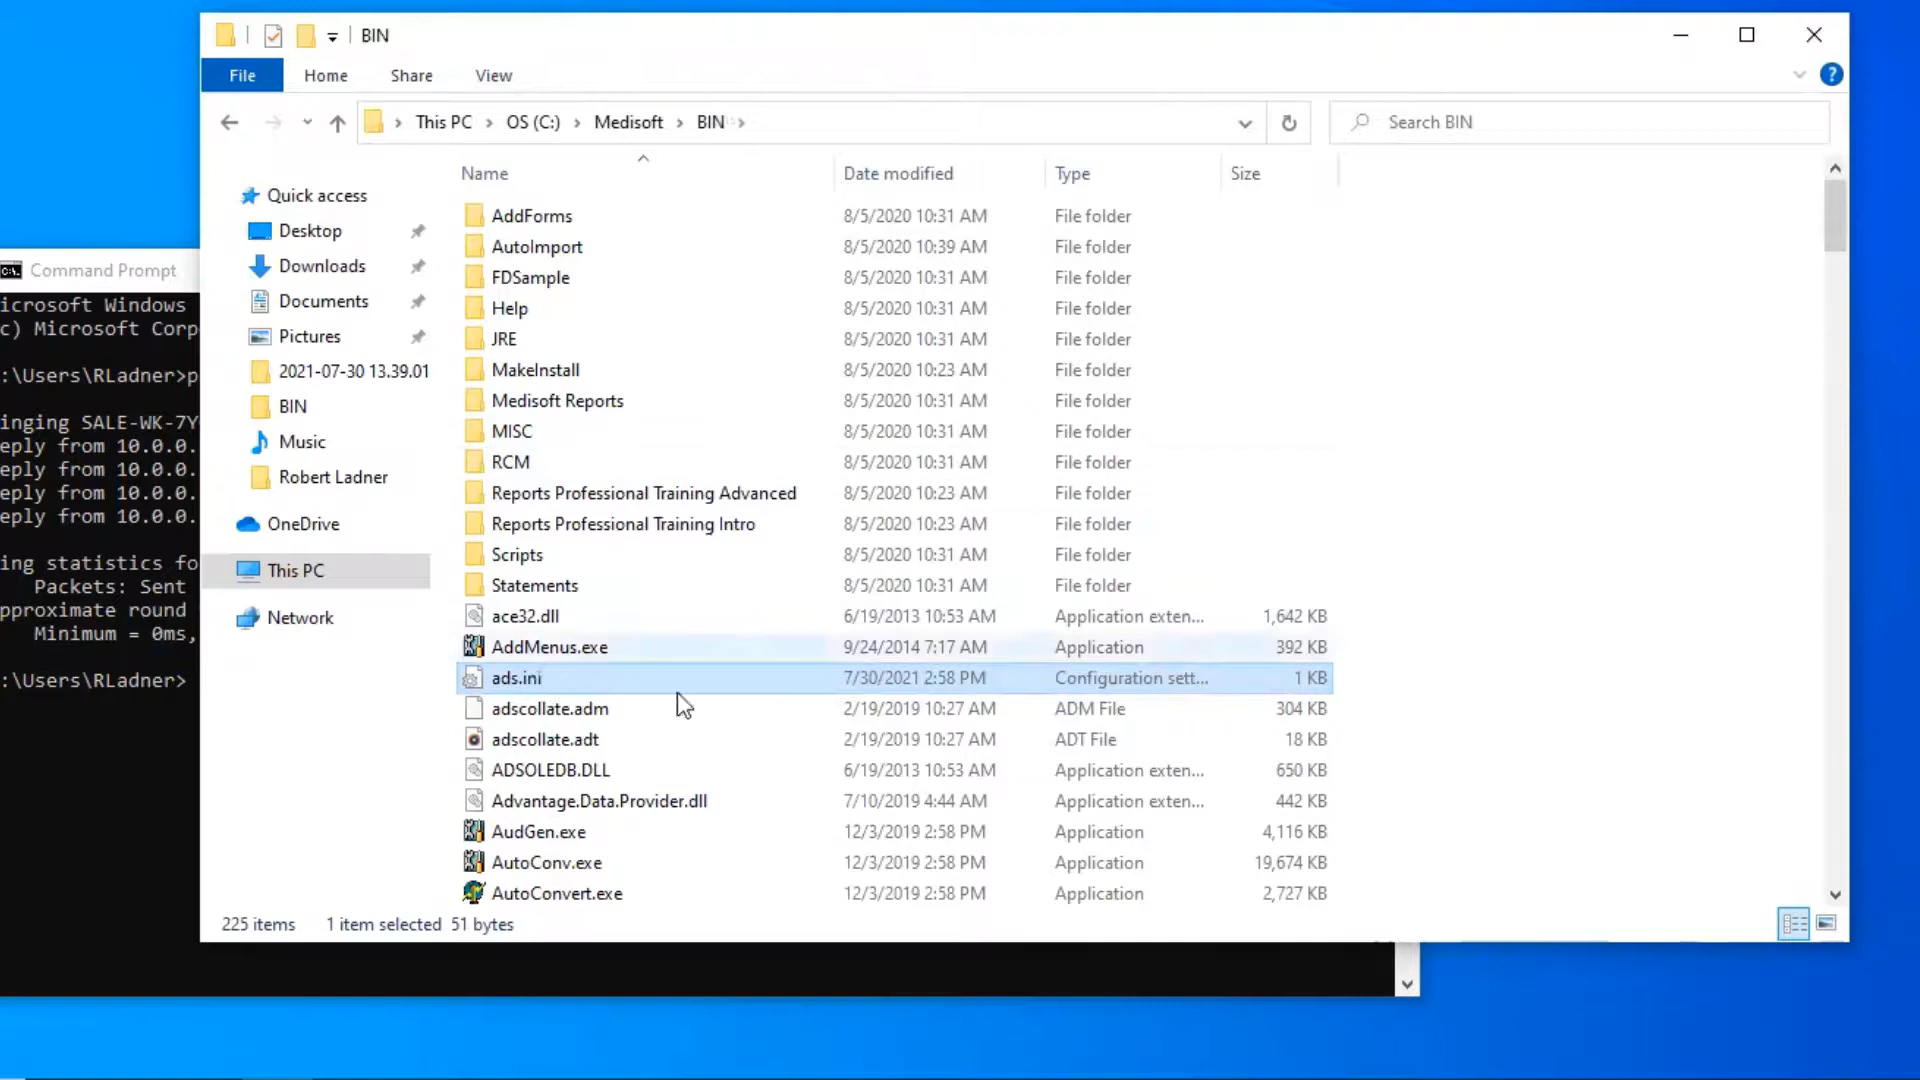 BIN
File Home Share View
This PC OS (C:) Medisoft BIN
Search BIN
Name Date modified Type Size
Quick access
Desktop
Downloads
Documents
Pictures
2021-07-30 13.39.01
BIN
Music
Robert Ladner
OneDrive
This PC
Network
AddForms 8/5/2020 10:31 AM File folder
AutoImport 8/5/2020 10:39 AM File folder
FDSample 8/5/2020 10:31 AM File folder
Help 8/5/2020 10:31 AM File folder
JRE 8/5/2020 10:31 AM File folder
MakeInstall 8/5/2020 10:23 AM File folder
Medisoft Reports 8/5/2020 10:31 AM File folder
MISC 8/5/2020 10:31 AM File folder
RCM 8/5/2020 10:31 AM File folder
Reports Professional Training Advanced 8/5/2020 10:23 AM File folder
Reports Professional Training Intro 8/5/2020 10:23 AM File folder
Scripts 8/5/2020 10:31 AM File folder
Statements 8/5/2020 10:31 AM File folder
ace32.dll 6/19/2013 10:53 AM Application exten... 1,642 KB
AddMenus.exe 9/24/2014 7:17 AM Application 392 KB
ads.ini 7/30/2021 2:58 PM Configuration sett... 1 KB
adscollate.adm 2/19/2019 10:27 AM ADM File 304 KB
adscollate.adt 2/19/2019 10:27 AM ADT File 18 KB
ADSOLEDB.DLL 6/19/2013 10:53 AM Application exten... 650 KB
Advantage.Data.Provider.dll 7/10/2019 4:44 AM Application exten... 442 KB
AudGen.exe 12/3/2019 2:58 PM Application 4,116 KB
AutoConv.exe 12/3/2019 2:58 PM Application 19,674 KB
AutoConvert.exe 12/3/2019 2:58 PM Application 2,727 KB
225 items 1 item selected 51 bytes
Command Prompt
icrosoft Windows
c) Microsoft Corp
:\Users\RLadner>p
inging SALE-WK-7Y
eply from 10.0.0.
eply from 10.0.0.
eply from 10.0.0.
eply from 10.0.0.
ing statistics fo
Packets: Sent
pproximate round
Minimum = 0ms,
:\Users\RLadner>